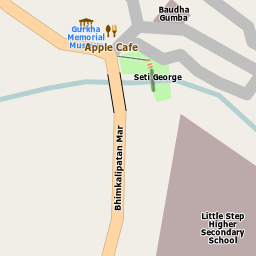 Baudha
Gumba
Gurkha
Memorial
Mus
Apple Cafe
Seti George
Bhimkalipatan Mar
Little Step
Higher
Secondary
School